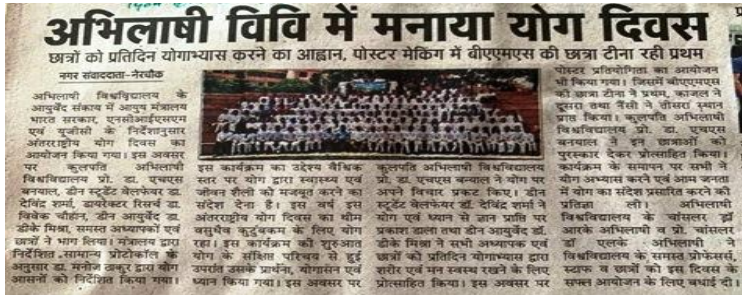 अभिलाषी विवि में मनाया योग दिवस
छात्रों को प्रतिदिन योगाभ्यास करने का आह्वान, पोस्टर मेकिंग में बीएएमएस की छात्रा टीना रही प्रथम
नगर संवाददाता-नेरचौक
अभिलाषी विश्वविद्यालय के
आयुर्वेद संकाय में आयुष मंत्रालय
भारत सरकार, एनसीआईएसएम
एवं यूजीसी के निर्देशानुसार
अंतरराष्ट्रीय योग दिवस का
आयोजन किया गया। इस अवसर
पर कुलपति अभिलाषी
विश्वविद्यालय प्रो. डा. एचएस
बनयाल, डीन स्टूडेंट वेलफेयर डा.
देविंद्र शर्मा, डायरेक्टर रिसर्च डा.
विवेक चौहान, डीन आयुर्वेद डा.
डीके मिश्रा, समस्त अध्यापकों एवं
छात्रों ने भाग लिया। मंत्रालय द्वारा
निर्देशित सामान्य प्रोटोकॉल के
अनुसार डा. मनोज ठाकुर द्वारा योग
आसनों को निर्देशित किया गया।
इस कार्यक्रम का उद्देश्य वैश्विक
स्तर पर योग द्वारा स्वास्थ्य एवं
जीवन शैली को मजबूत करने का
संदेश देना है। इस वर्ष इस
अंतरराष्ट्रीय योग दिवस का थीम
वसुधैव कुटुंबकम के लिए योग
रहा। इस कार्यक्रम की शुरुआत
योग के संक्षिप्त परिचय से हुई
उपरांत उसके प्रार्थना, योगासन एवं
ध्यान किया गया। इस अवसर पर
कुलपति अभिलाषी विश्वविद्यालय
प्रो. डा. एचएस बन्याल ने योग पर
अपने विचार प्रकट किए। डीन
स्टूडेंट वेलफेयर डॉ. देविंद्र शर्मा ने
योग एवं ध्यान से ज्ञान प्राप्ति पर
प्रकाश डाला तथा डीन आयुर्वेद डॉ.
डीके मिश्रा ने सभी अध्यापक एवं
छात्रों को प्रतिदिन योगाभ्यास द्वारा
शरीर एवं मन स्वस्थ रखने के लिए
प्रोत्साहित किया। इस अवसर पर
पोस्टर प्रतियोगिता का आयोजन
भी किया गया। जिसमें बीएएमएस
की छात्रा टीना ने प्रथम, काजल ने
दूसरा तथा नैंसी ने तीसरा स्थान
प्राप्त किया। कुलपति अभिलाषी
विश्वविद्यालय प्रो. डा. एचएस
बनयाल ने इन छात्राओं को
पुरस्कार देकर प्रोत्साहित किया।
कार्यक्रम के समापन पर सभी ने
योग अभ्यास करने एवं आम जनता
में योग का संदेश प्रसारित करने की
प्रतिज्ञा ली। अभिलाषी
विश्वविद्यालय के चांसलर डॉ
आरके अभिलाषी व प्रो. चांसलर
डॉ एलके अभिलाषी ने
विश्वविद्यालय के समस्त प्रोफेसर्स,
स्टाफ व छात्रों को इस दिवस के
सफ्ल आयोजन के लिए बधाई दी।